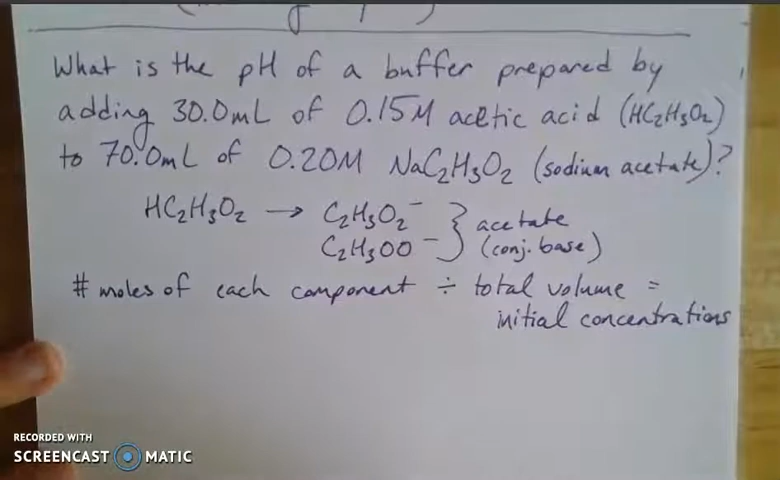 What is the pH of a buffer prepared by
adding 30.0mL of 0.15M acetic acid (HC₂H₃O₂)
to 70.0mL of 0.20M NaC₂H₃O₂ (sodium acetate)?
HC₂H₃O₂ → C₂H₃O₂⁻ } acetate
C₂H₃OO⁻ (conj. base)
# moles of each component ÷ total volume =
initial concentrations
RECORDED WITH
SCREENCAST MATIC